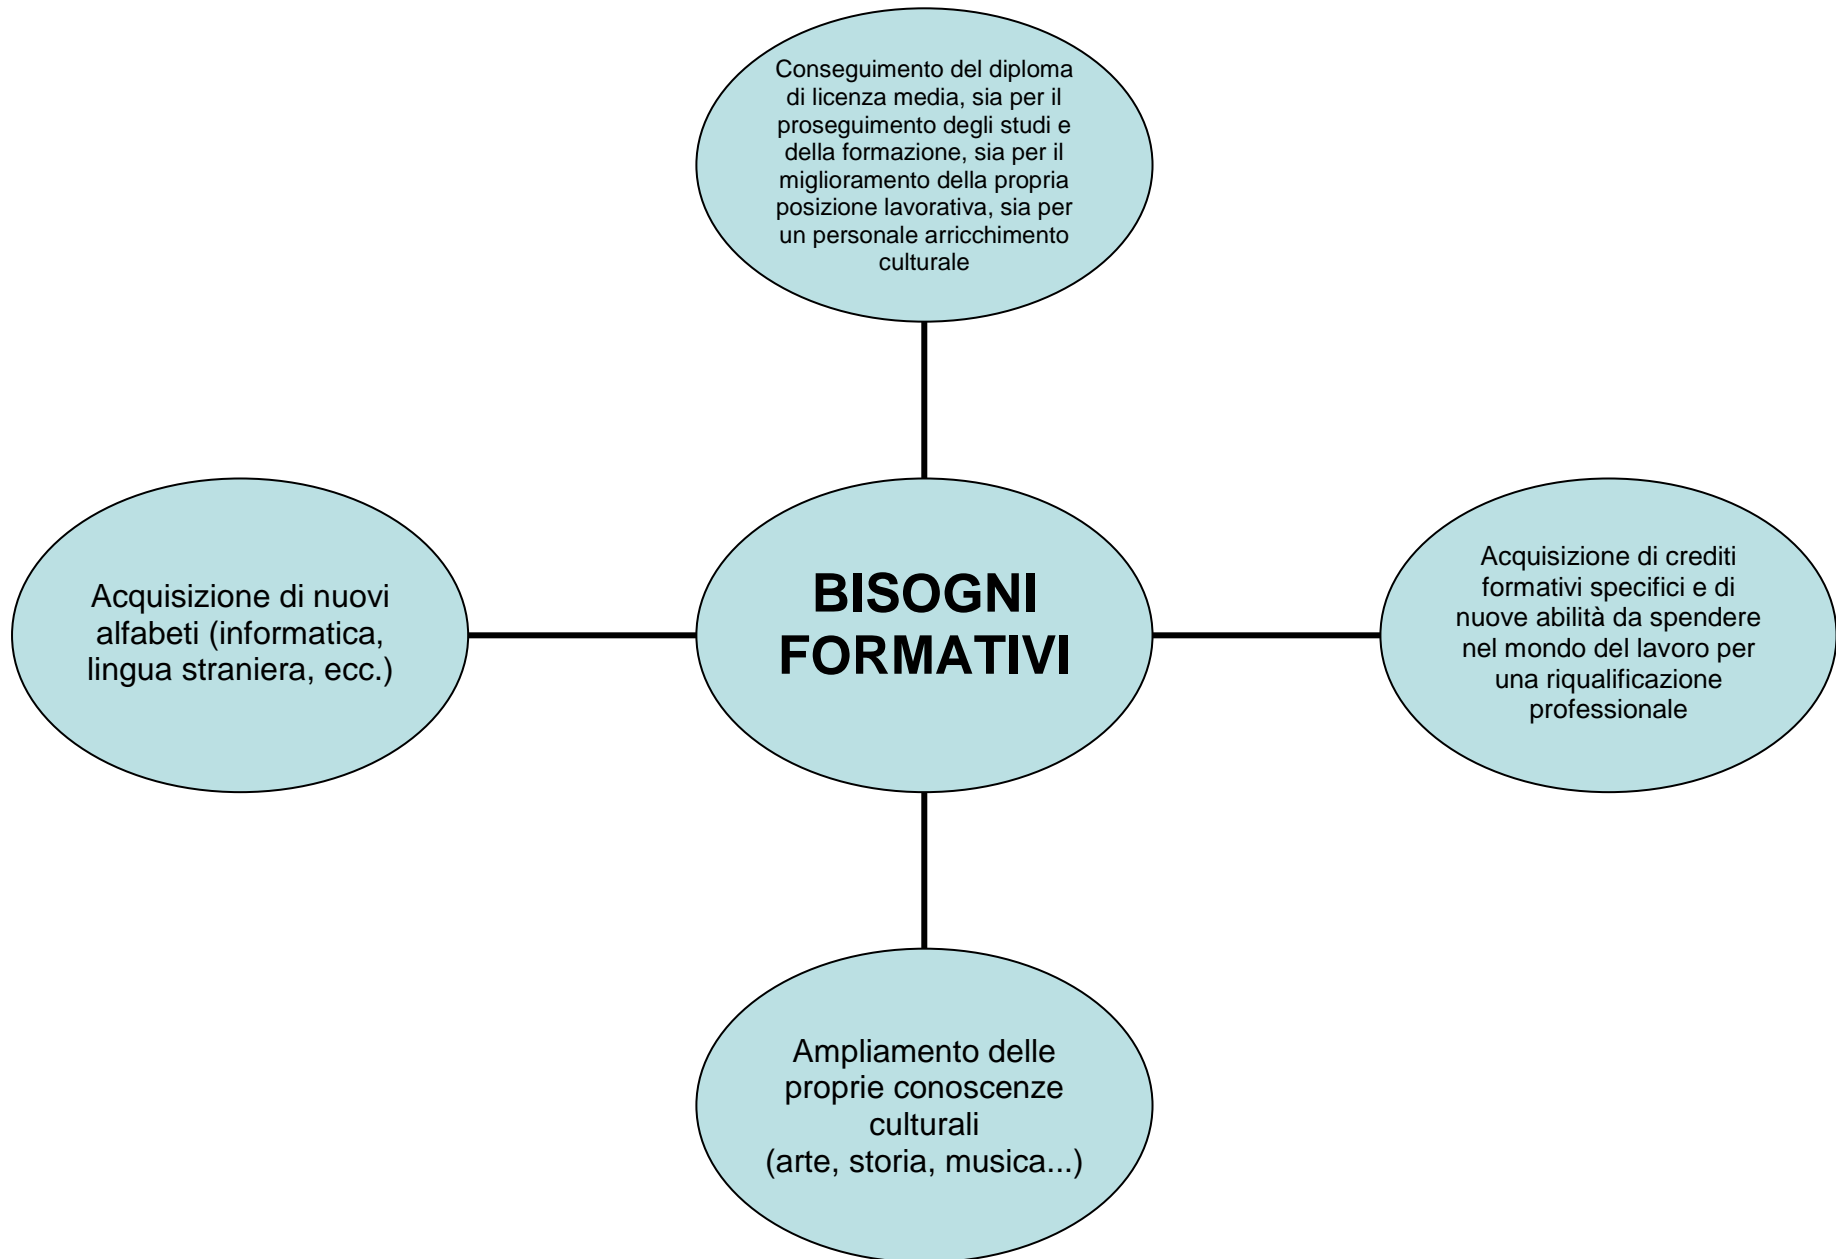 Conseguimento del diploma
di licenza media, sia per il
proseguimento degli studi e
della formazione, sia per il
miglioramento della propria
posizione lavorativa, sia per
un personale arricchimento
culturale
Acquisizione di nuovi
alfabeti (informatica,
lingua straniera, ecc.)
BISOGNI
FORMATIVI
Acquisizione di crediti
formativi specifici e di
nuove abilità da spendere
nel mondo del lavoro per
una riqualificazione
professionale
Ampliamento delle
proprie conoscenze
culturali
(arte, storia, musica...)